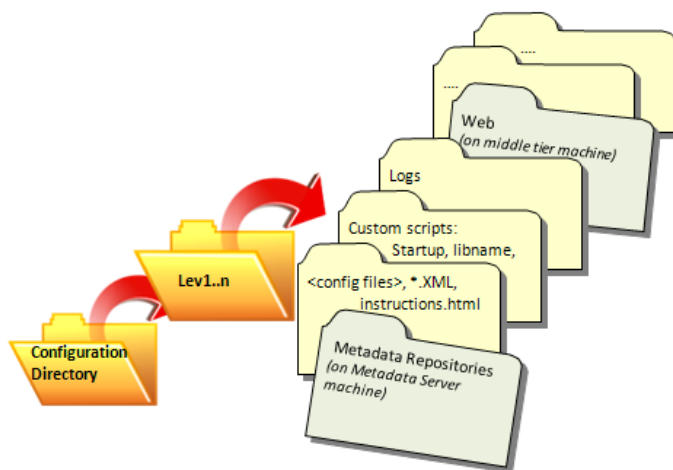 ....
....
Web
(on middle tier machine)
Logs
Custom scripts:
Startup, libname,
Lev1..n
<config files>, *.XML,
instructions.html
Configuration
Directory
Metadata Repositories
(on Metadata Server
machine)